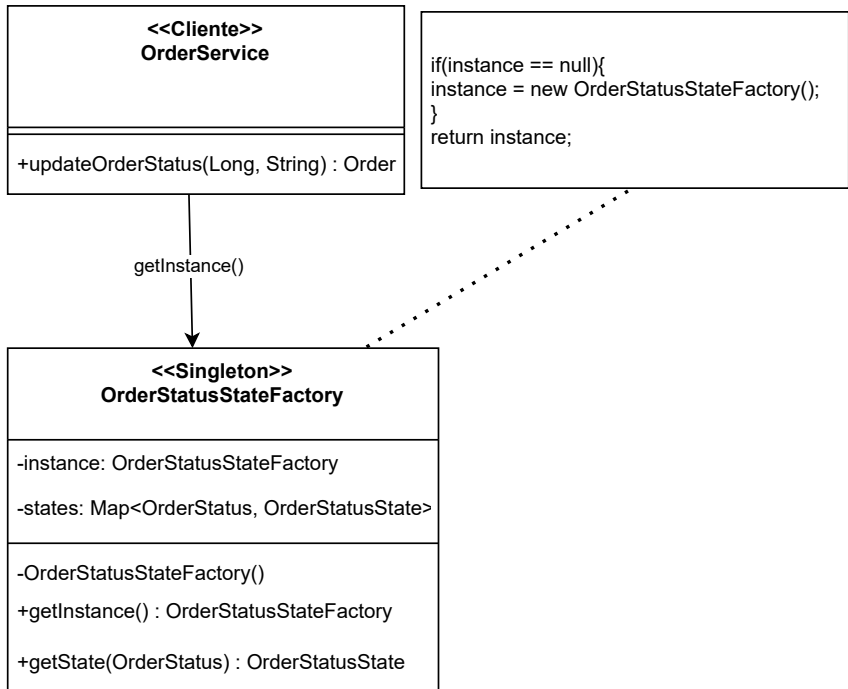 <<Cliente>>
OrderService
+updateOrderStatus(Long, String) : Order
if(instance == null){
instance = new OrderStatusStateFactory();
}
return instance;
getInstance()
<<Singleton>>
OrderStatusStateFactory
-instance: OrderStatusStateFactory
-states: Map<OrderStatus, OrderStatusState>
-OrderStatusStateFactory()
+getInstance() : OrderStatusStateFactory
+getState(OrderStatus) : OrderStatusState